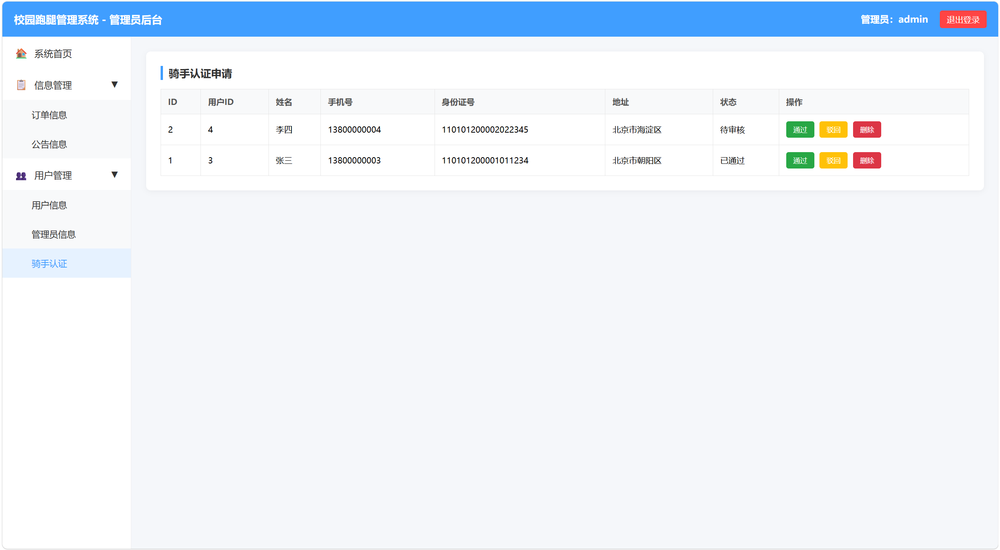 校园跑腿管理系统 - 管理员后台
管理员：admin
退出登录
系统首页
信息管理 ▼
订单信息
公告信息
用户管理 ▼
用户信息
管理员信息
骑手认证
骑手认证申请
ID 用户ID 姓名 手机号 身份证号 地址 状态 操作
2 4 李四 13800000004 110101200002022345 北京市海淀区 待审核 通过 驳回 删除
1 3 张三 13800000003 110101200001011234 北京市朝阳区 已通过 通过 驳回 删除